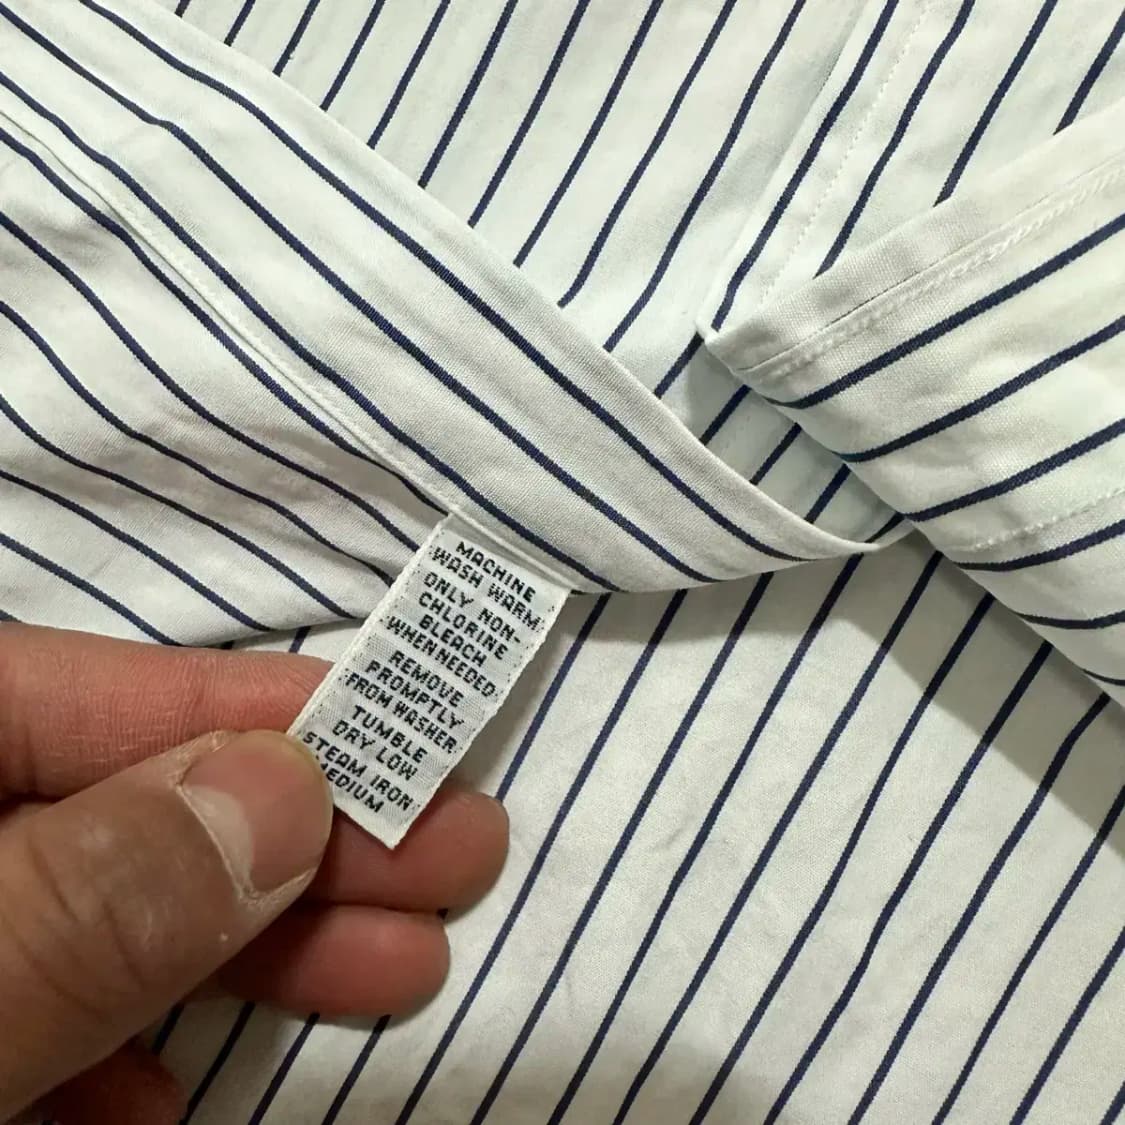 MACHINE
WASH WARM
ONLY NON-
CHLORINE
BLEACH
WHEN NEEDED.
REMOVE
PROMPTLY
FROM WASHER.
TUMBLE
DRY LOW
STEAM IRON
MEDIUM